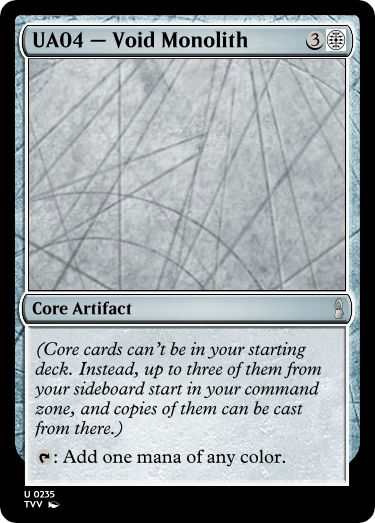 UA04 — Void Monolith 3
Core Artifact
(Core cards can't be in your starting
deck. Instead, up to three of them from
your sideboard start in your command
zone, and copies of them can be cast
from there.)
: Add one mana of any color.
U 0235
TVV